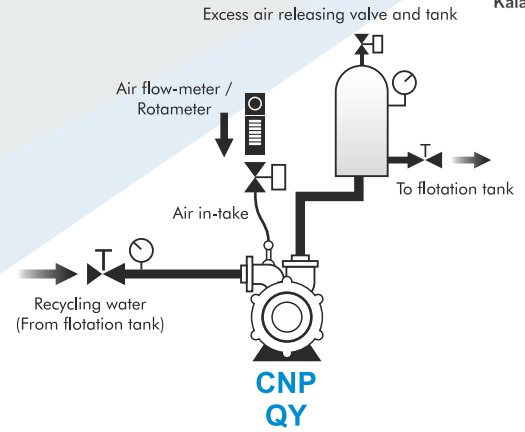 Excess air releasing valve and tank
Air flow-meter /
Rotameter
Air in-take
To flotation tank
Recycling water
(From flotation tank)
CNP
QY